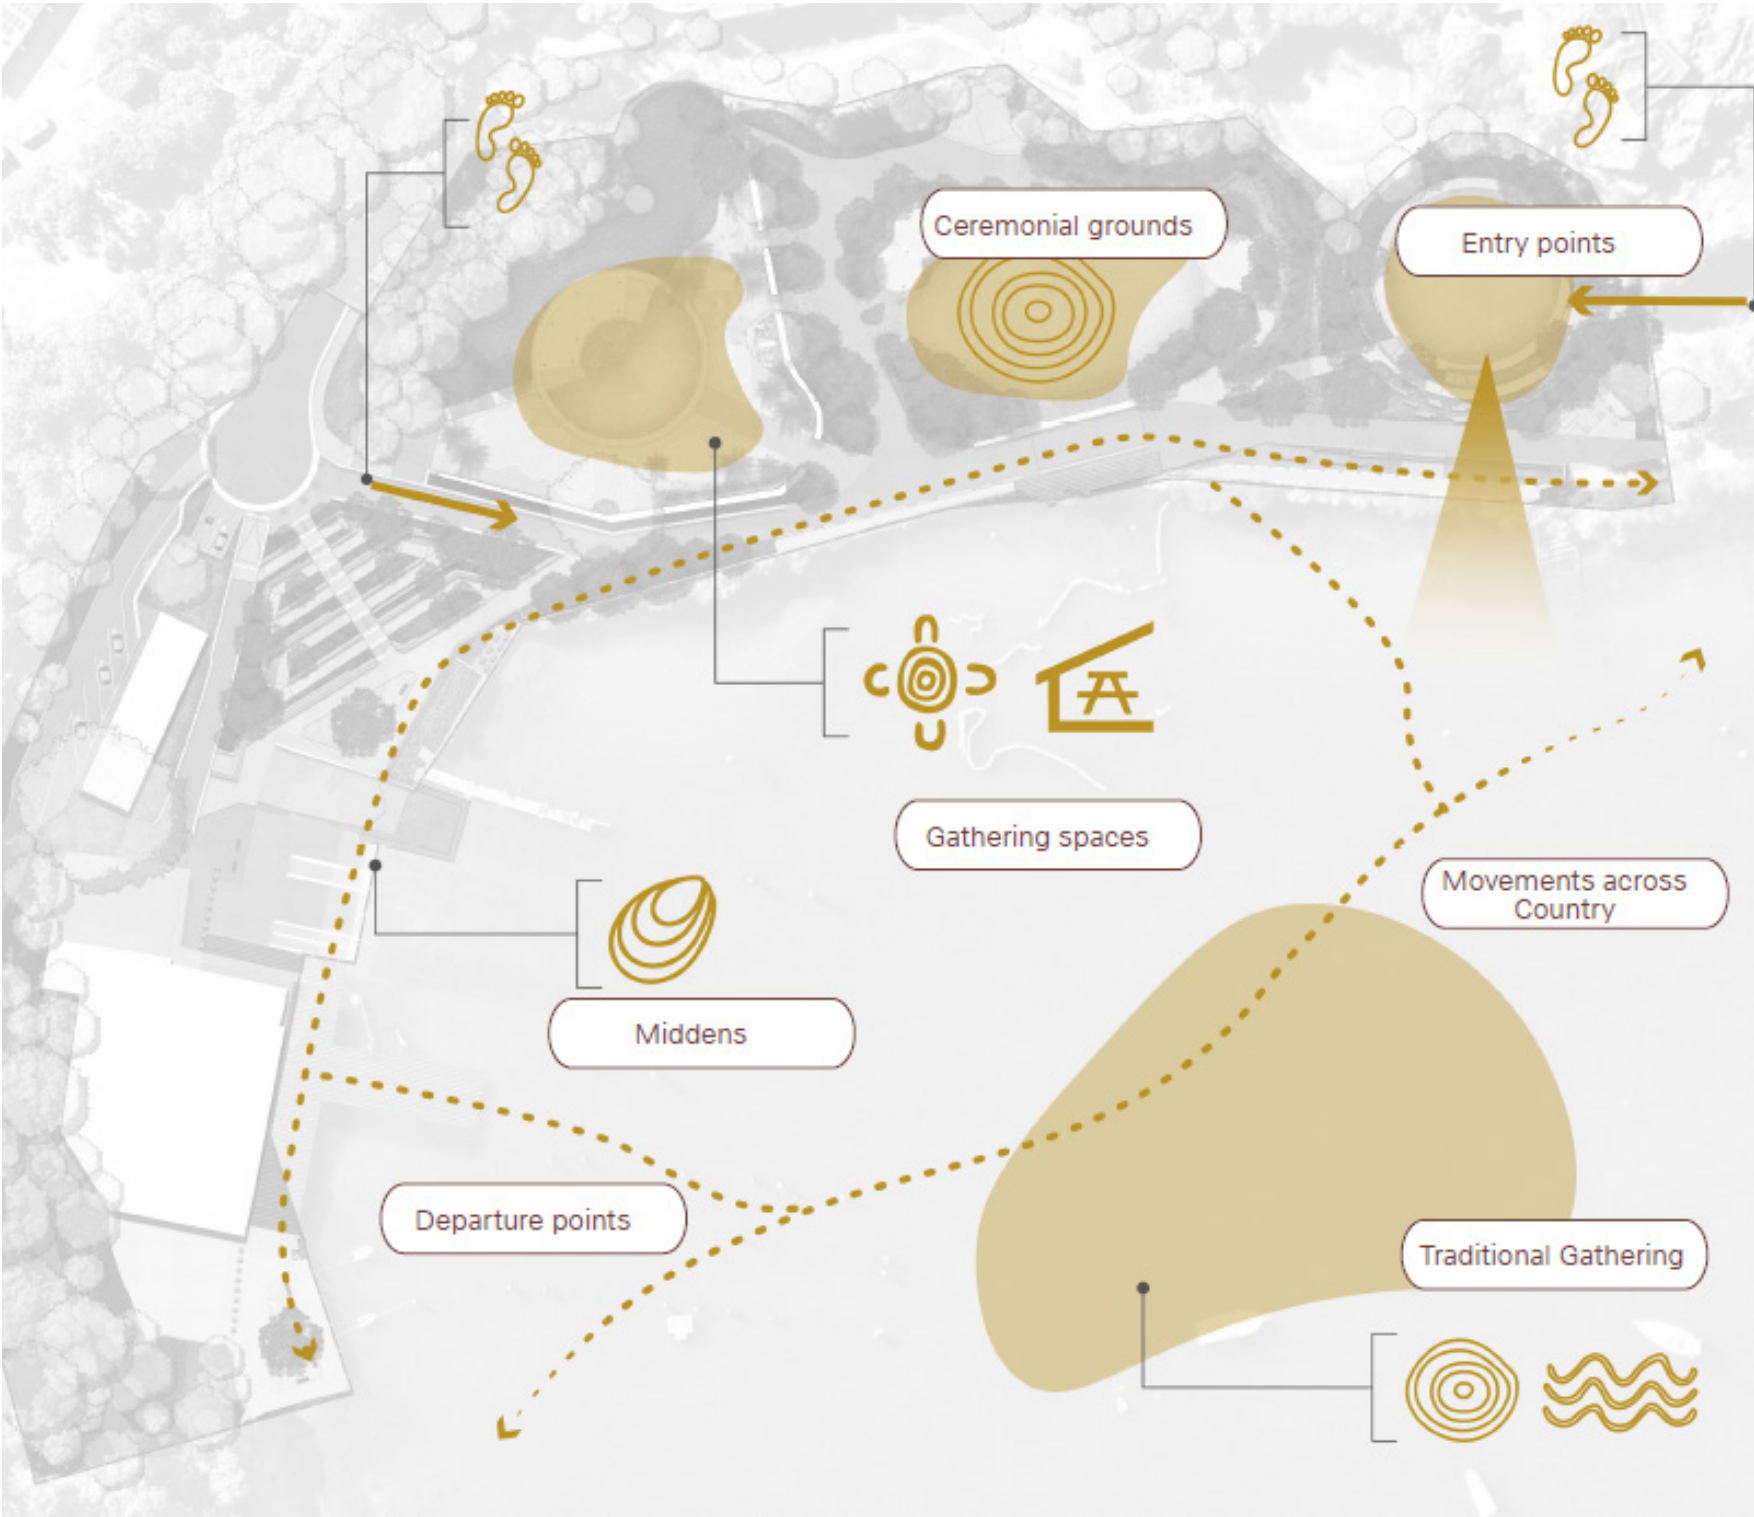 Ceremonial grounds
Entry points
Gathering spaces
Movements across
Country
Middens
Departure points
Traditional Gathering